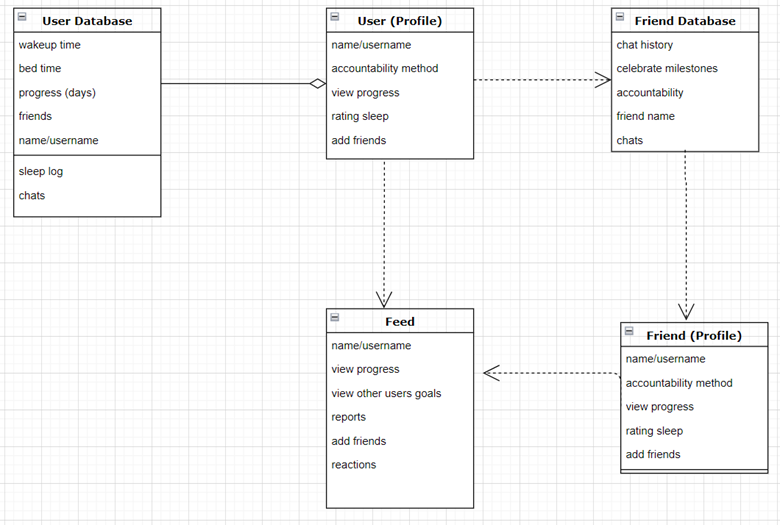 User Database
wakeup time
bed time
progress (days)
friends
name/username
sleep log
chats
User (Profile)
name/username
accountability method
view progress
rating sleep
add friends
Friend Database
chat history
celebrate milestones
accountability
friend name
chats
Feed
name/username
view progress
view other users goals
reports
add friends
reactions
Friend (Profile)
name/username
accountability method
view progress
rating sleep
add friends